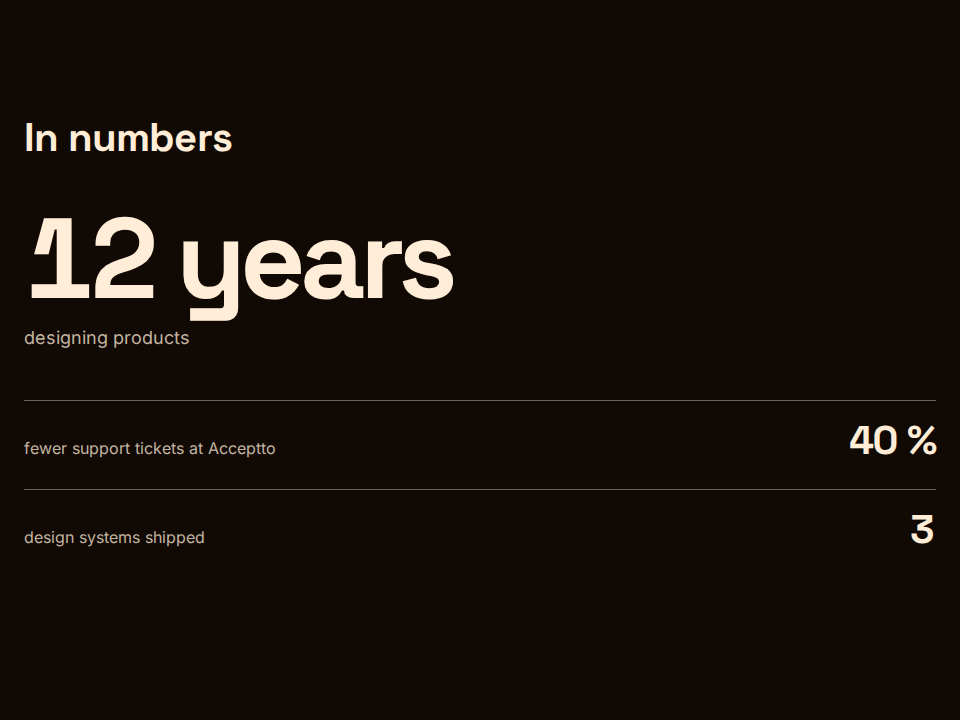 In numbers
12 years
designing products
fewer support tickets at Acceptto
40 %
design systems shipped
3